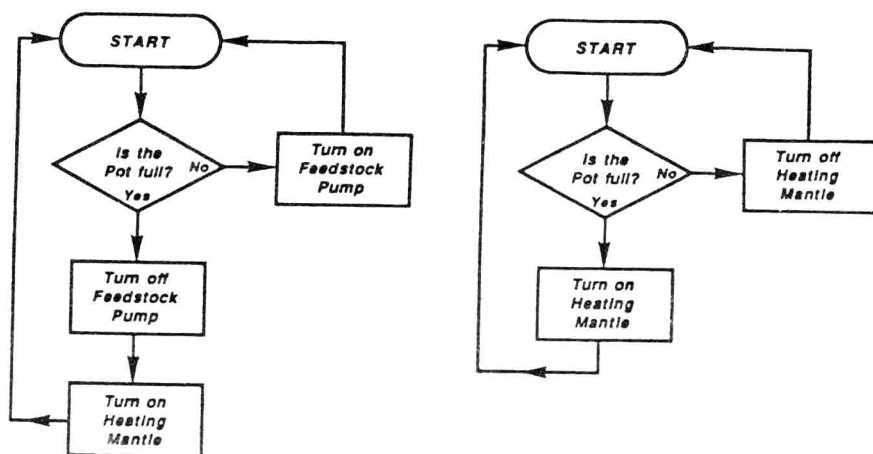 START
Is the
Pot full?
No
Yes
Turn on
Feedstock
Pump
Turn off
Feedstock
Pump
Turn on
Heating
Mantle
START
Is the
Pot full?
No
Yes
Turn off
Heating
Mantle
Turn on
Heating
Mantle